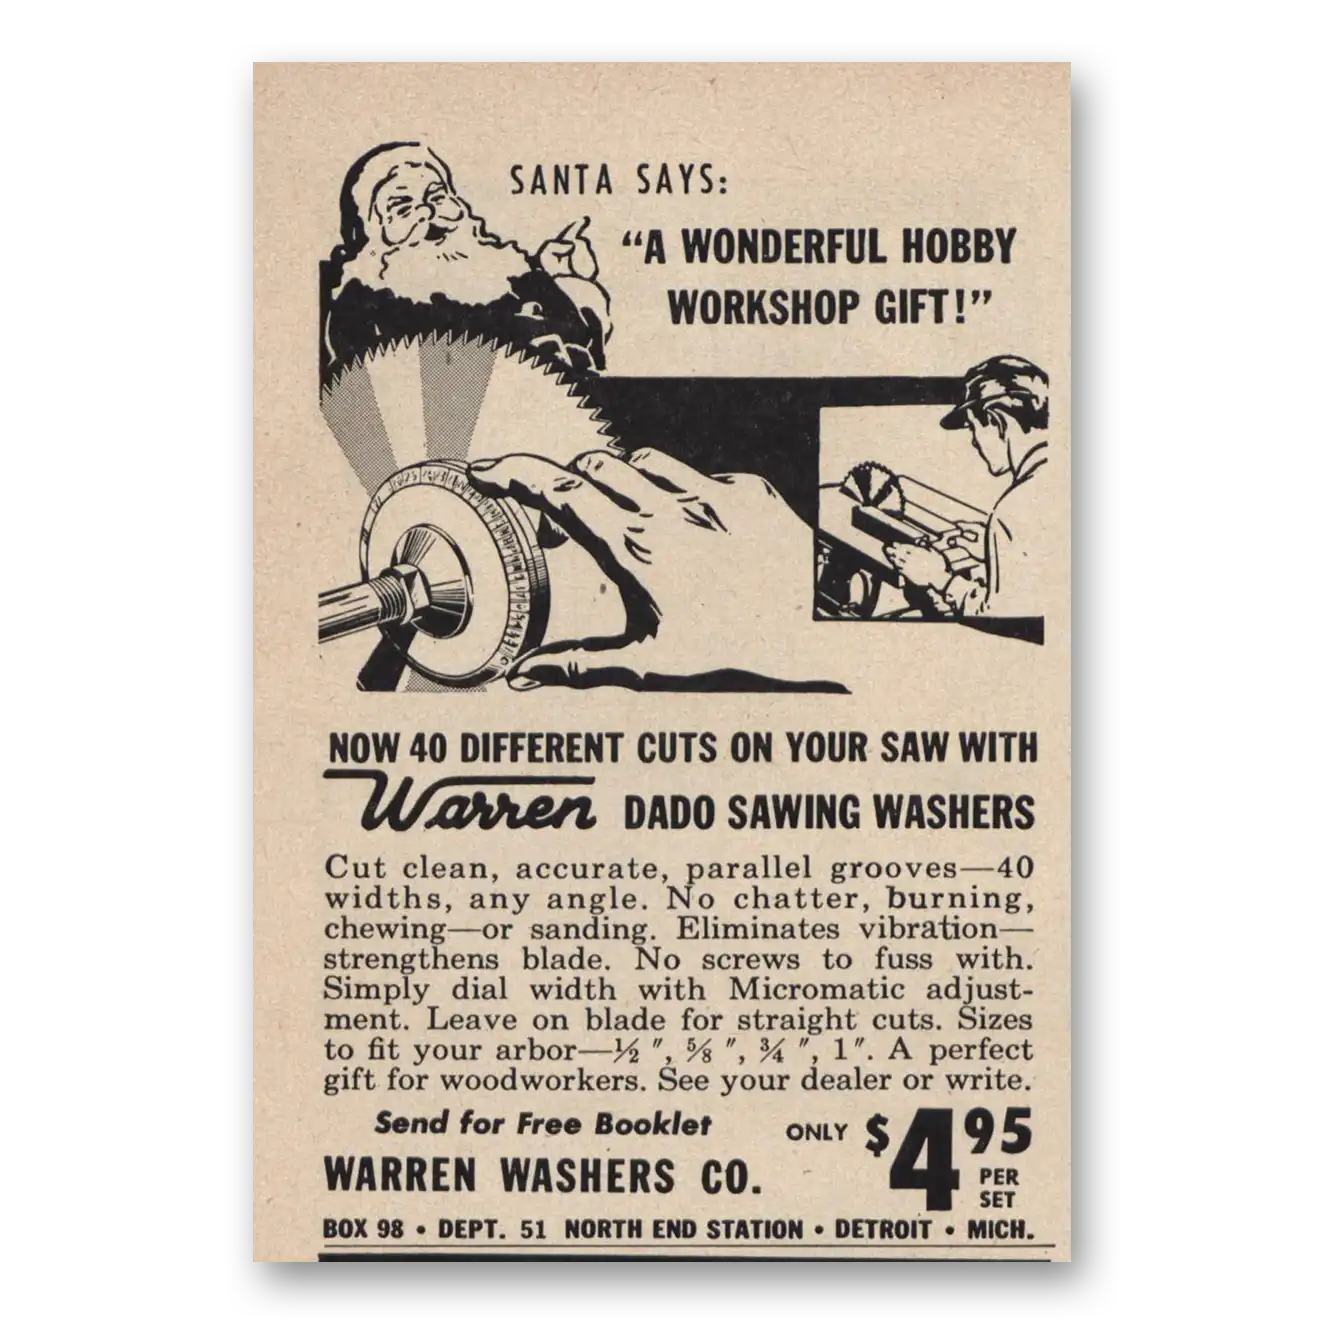 SANTA SAYS:
“A WONDERFUL HOBBY
WORKSHOP GIFT!”
NOW 40 DIFFERENT CUTS ON YOUR SAW WITH
Warren DADO SAWING WASHERS
Cut clean, accurate, parallel grooves—40
widths, any angle. No chatter, burning,
chewing—or sanding. Eliminates vibration—
strengthens blade. No screws to fuss with.
Simply dial width with Micromatic adjust-
ment. Leave on blade for straight cuts. Sizes
to fit your arbor—½ ″, ⅝ ″, ¾ ″, 1″. A perfect
gift for woodworkers. See your dealer or write.
Send for Free Booklet
ONLY $4 95 PER SET
WARREN WASHERS CO.
BOX 98 • DEPT. 51 NORTH END STATION • DETROIT • MICH.